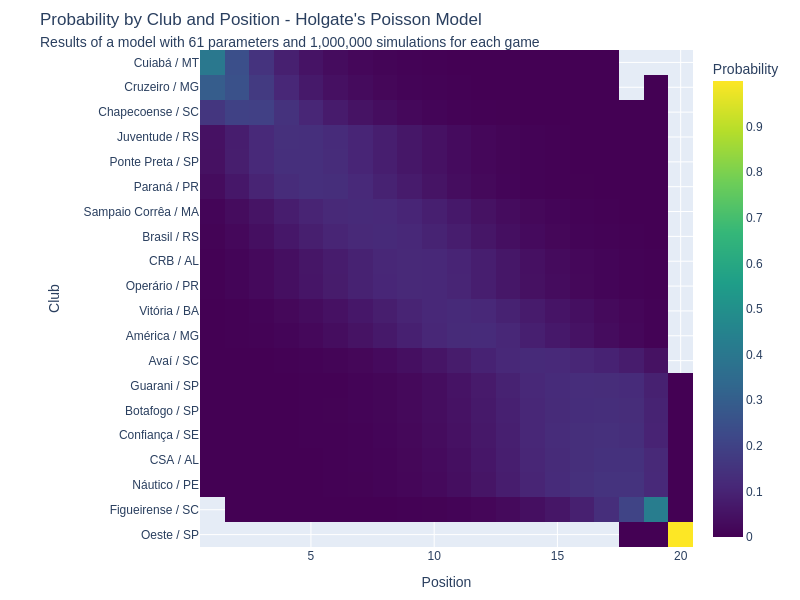 Probability by Club and Position - Holgate's Poisson Model
Results of a model with 61 parameters and 1,000,000 simulations for each game
Probability
Cuiabá / MT
Cruzeiro / MG
Chapecoense / SC
Juventude / RS
Ponte Preta / SP
Paraná / PR
Sampaio Corrêa / MA
Brasil / RS
CRB / AL
Operário / PR
Vitória / BA
América / MG
Avaí / SC
Guarani / SP
Botafogo / SP
Confiança / SE
CSA / AL
Náutico / PE
Figueirense / SC
Oeste / SP
Club
5
10
15
20
Position
0.9
0.8
0.7
0.6
0.5
0.4
0.3
0.2
0.1
0